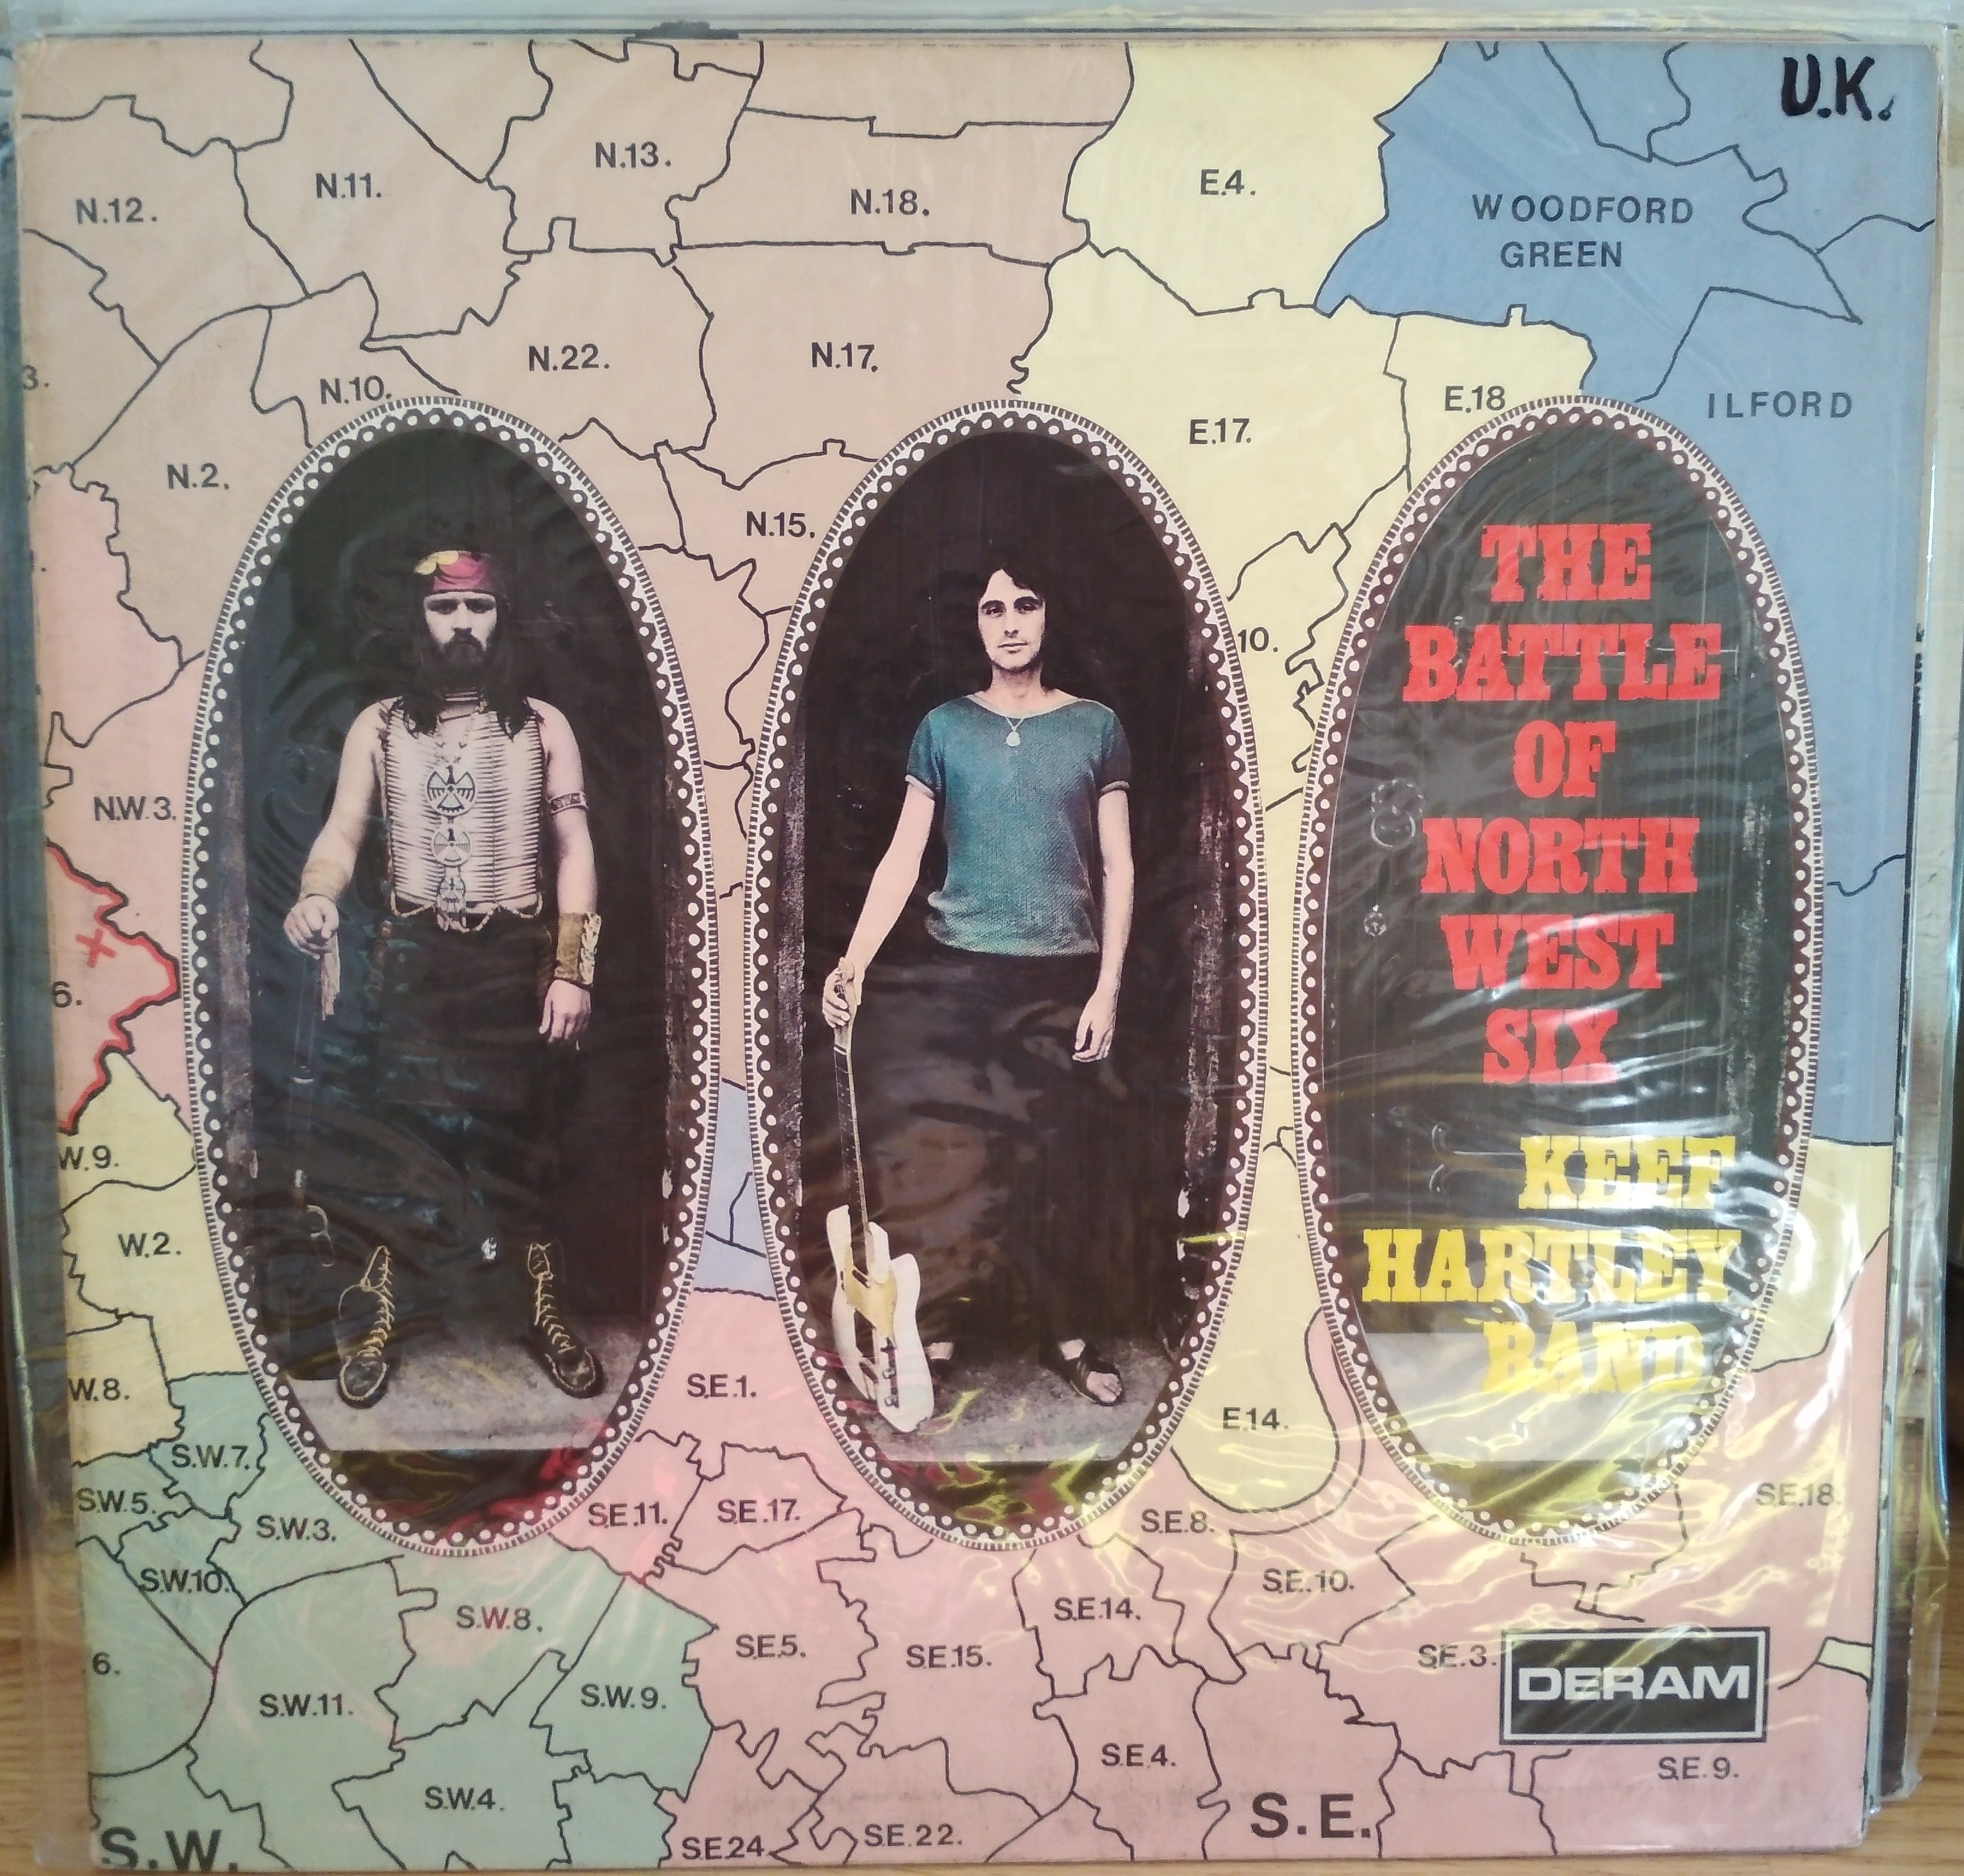 U.K.
N.13.
N.11.
E.4.
N.12.
N.18.
WOODFORD
GREEN
N.22.
N.17.
3.
N.10.
E.18
ILFORD
E.17.
N.2.
N.15.
10.
N.W.3.
6.
W.9.
W.2.
W.8.
THE
BATTLE
OF
NORTH
WEST
SIX
KEEF
HARTLEY
BAND
S.E.1.
E.14.
S.W.7.
S.W.5.
S.W.3.
S.E.11.
S.E.17.
S.E.8.
S.E.18.
S.W.10.
S.W.8.
S.E.14.
S.E.10.
6.
S.W.11.
S.W.9.
S.E.5.
S.E.15.
S.E.3.
DERAM
S.W.4.
S.E.4.
S.E.9.
S.W.
S.E.24.
S.E.22.
S.E.